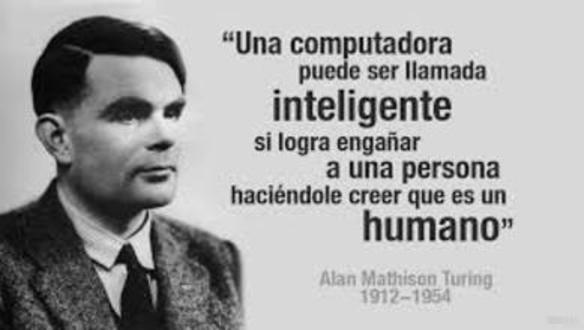 “Una computadora
puede ser llamada
inteligente
si logra engañar
a una persona
haciéndole creer que es un
humano”
Alan Mathison Turing
1912–1954